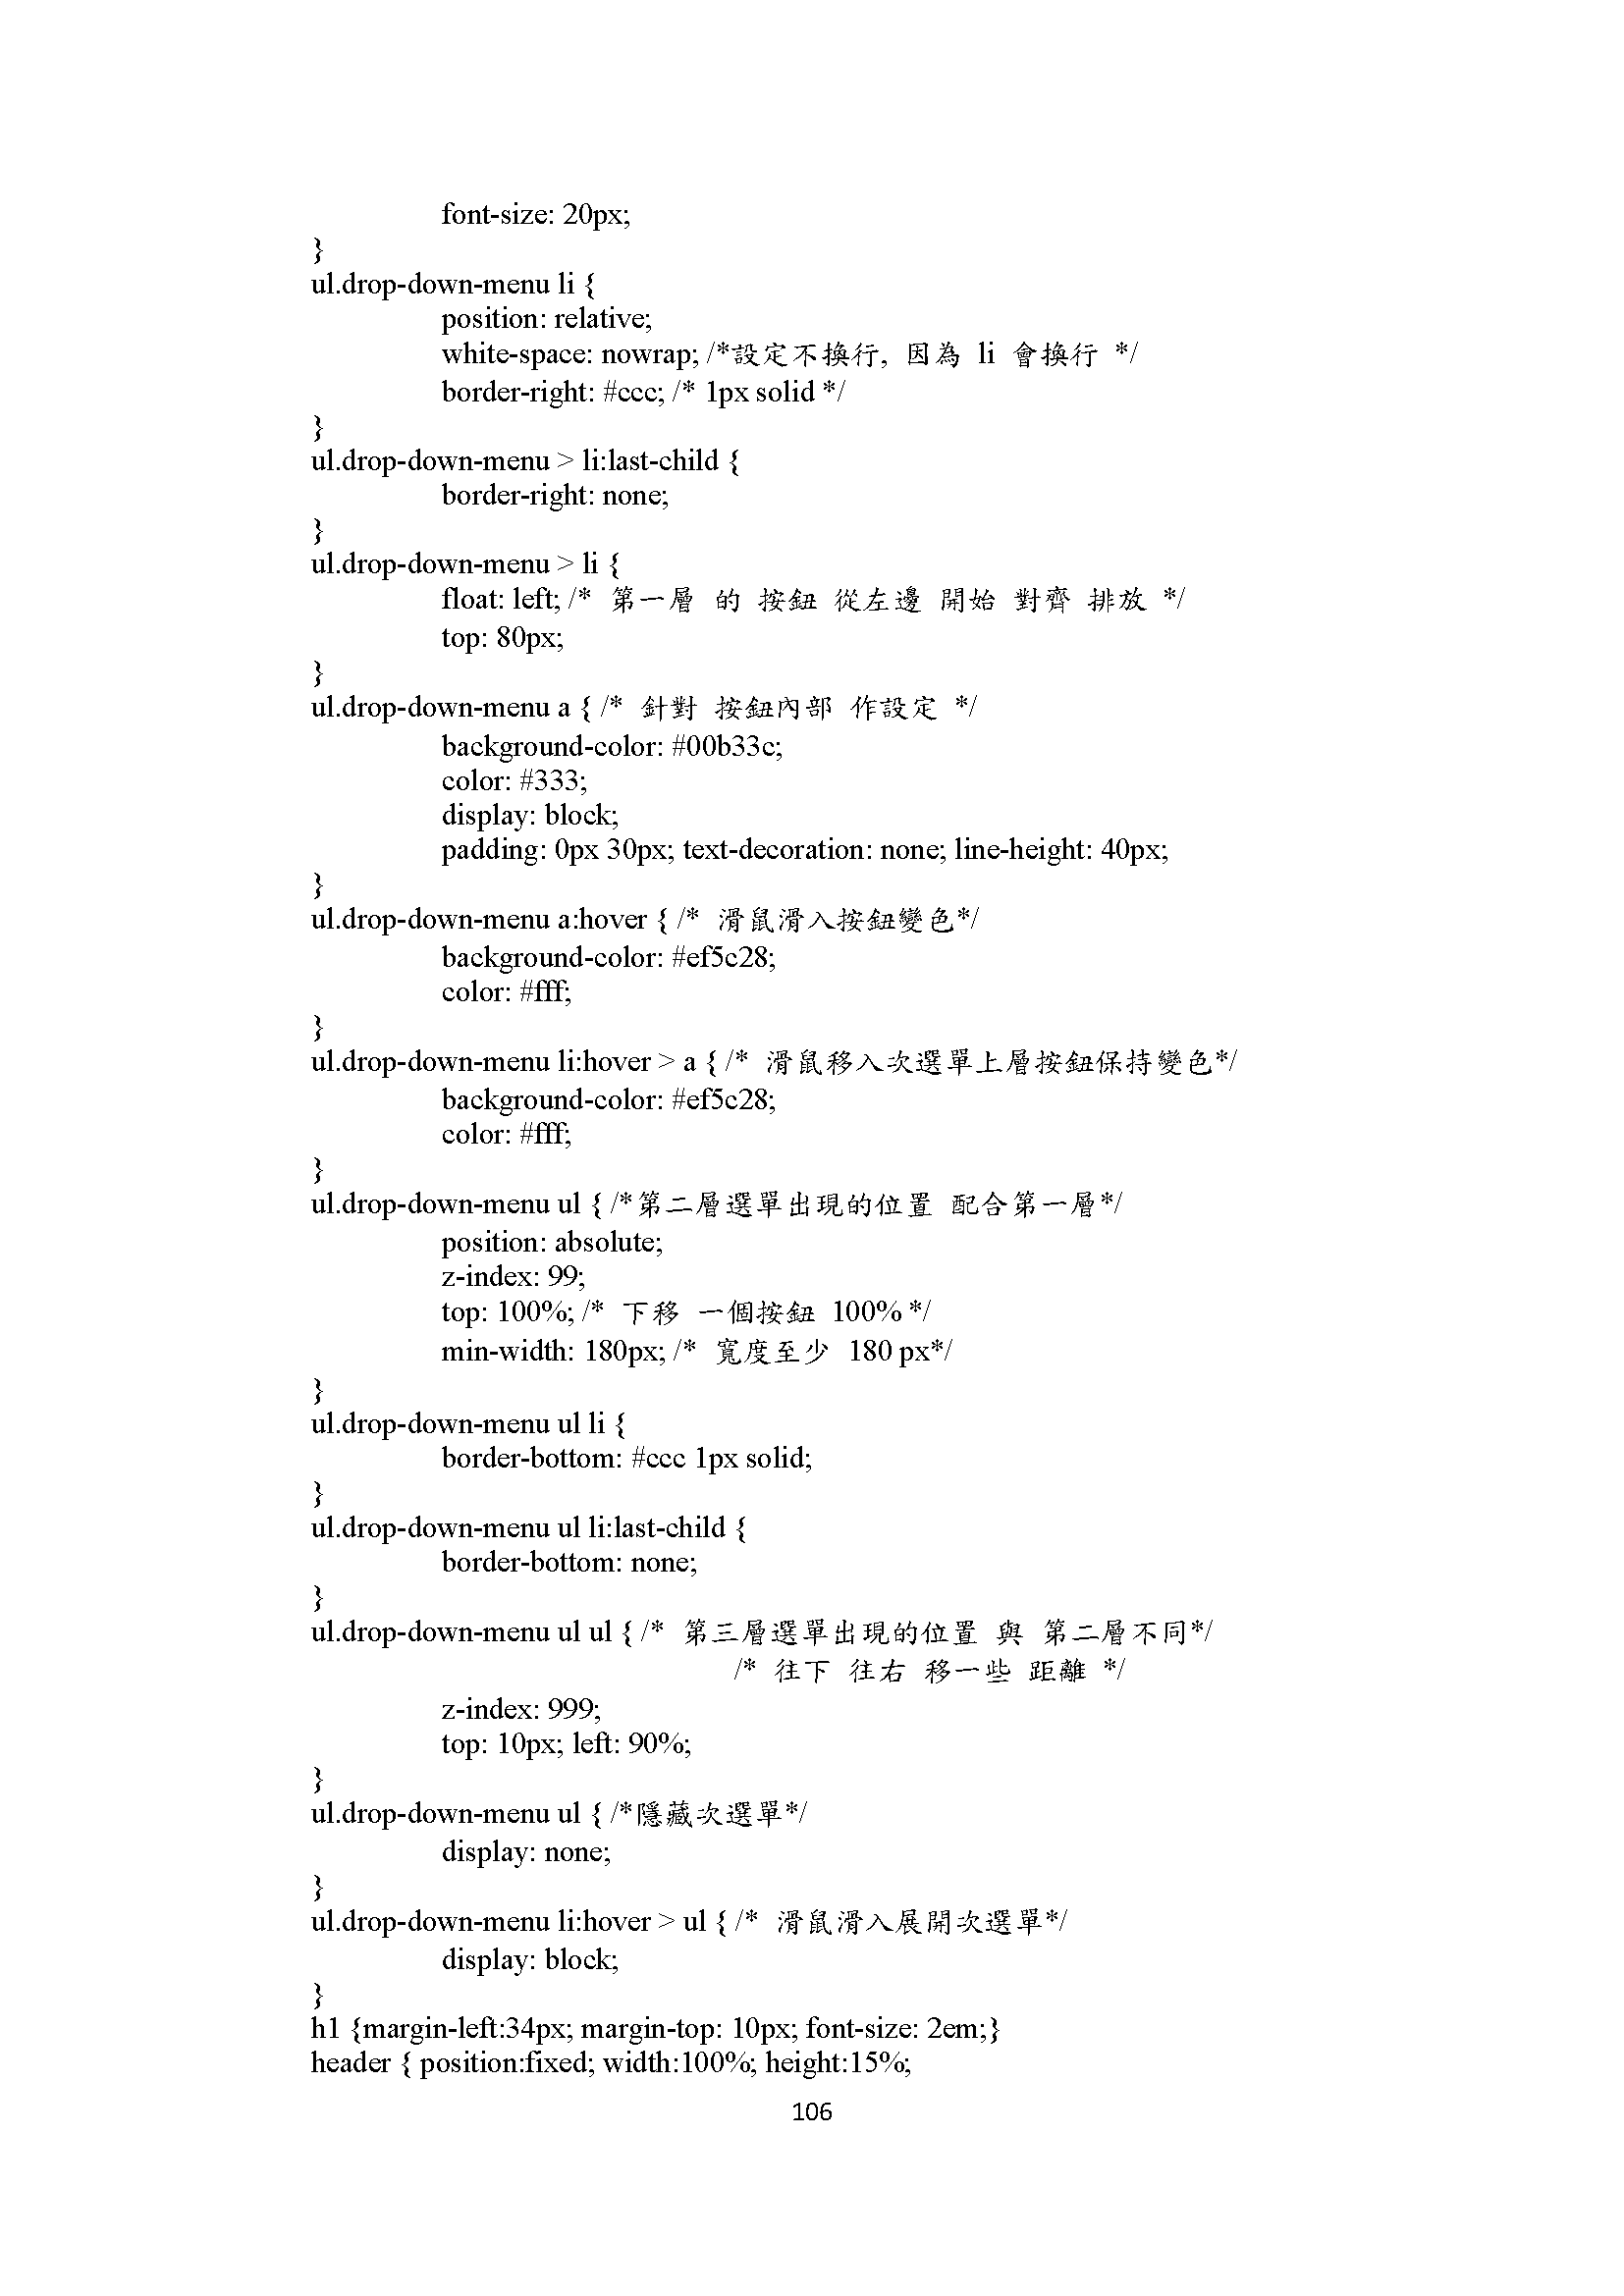 font-size: 20px;
}
ul.drop-down-menu li {
position: relative;
white-space: nowrap; /*設定不換行, 因為 li 會換行 */
border-right: #ccc; /* 1px solid */
}
ul.drop-down-menu > li:last-child {
border-right: none;
}
ul.drop-down-menu > li {
float: left; /* 第一層 的 按鈕 從左邊 開始 對齊 排放 */
top: 80px;
}
ul.drop-down-menu a { /* 針對 按鈕內部 作設定 */
background-color: #00b33c;
color: #333;
display: block;
padding: 0px 30px; text-decoration: none; line-height: 40px;
}
ul.drop-down-menu a:hover { /* 滑鼠滑入按鈕變色*/
background-color: #ef5c28;
color: #fff;
}
ul.drop-down-menu li:hover > a { /* 滑鼠移入次選單上層按鈕保持變色*/
background-color: #ef5c28;
color: #fff;
}
ul.drop-down-menu ul { /*第二層選單出現的位置 配合第一層*/
position: absolute;
z-index: 99;
top: 100%; /* 下移 一個按鈕 100% */
min-width: 180px; /* 寬度至少 180 px*/
}
ul.drop-down-menu ul li {
border-bottom: #ccc 1px solid;
}
ul.drop-down-menu ul li:last-child {
border-bottom: none;
}
ul.drop-down-menu ul ul { /* 第三層選單出現的位置 與 第二層不同*/
/* 往下 往右 移一些 距離 */
z-index: 999;
top: 10px; left: 90%;
}
ul.drop-down-menu ul { /*隱藏次選單*/
display: none;
}
ul.drop-down-menu li:hover > ul { /* 滑鼠滑入展開次選單*/
display: block;
}
h1 {margin-left:34px; margin-top: 10px; font-size: 2em;}
header { position:fixed; width:100%; height:15%;
106